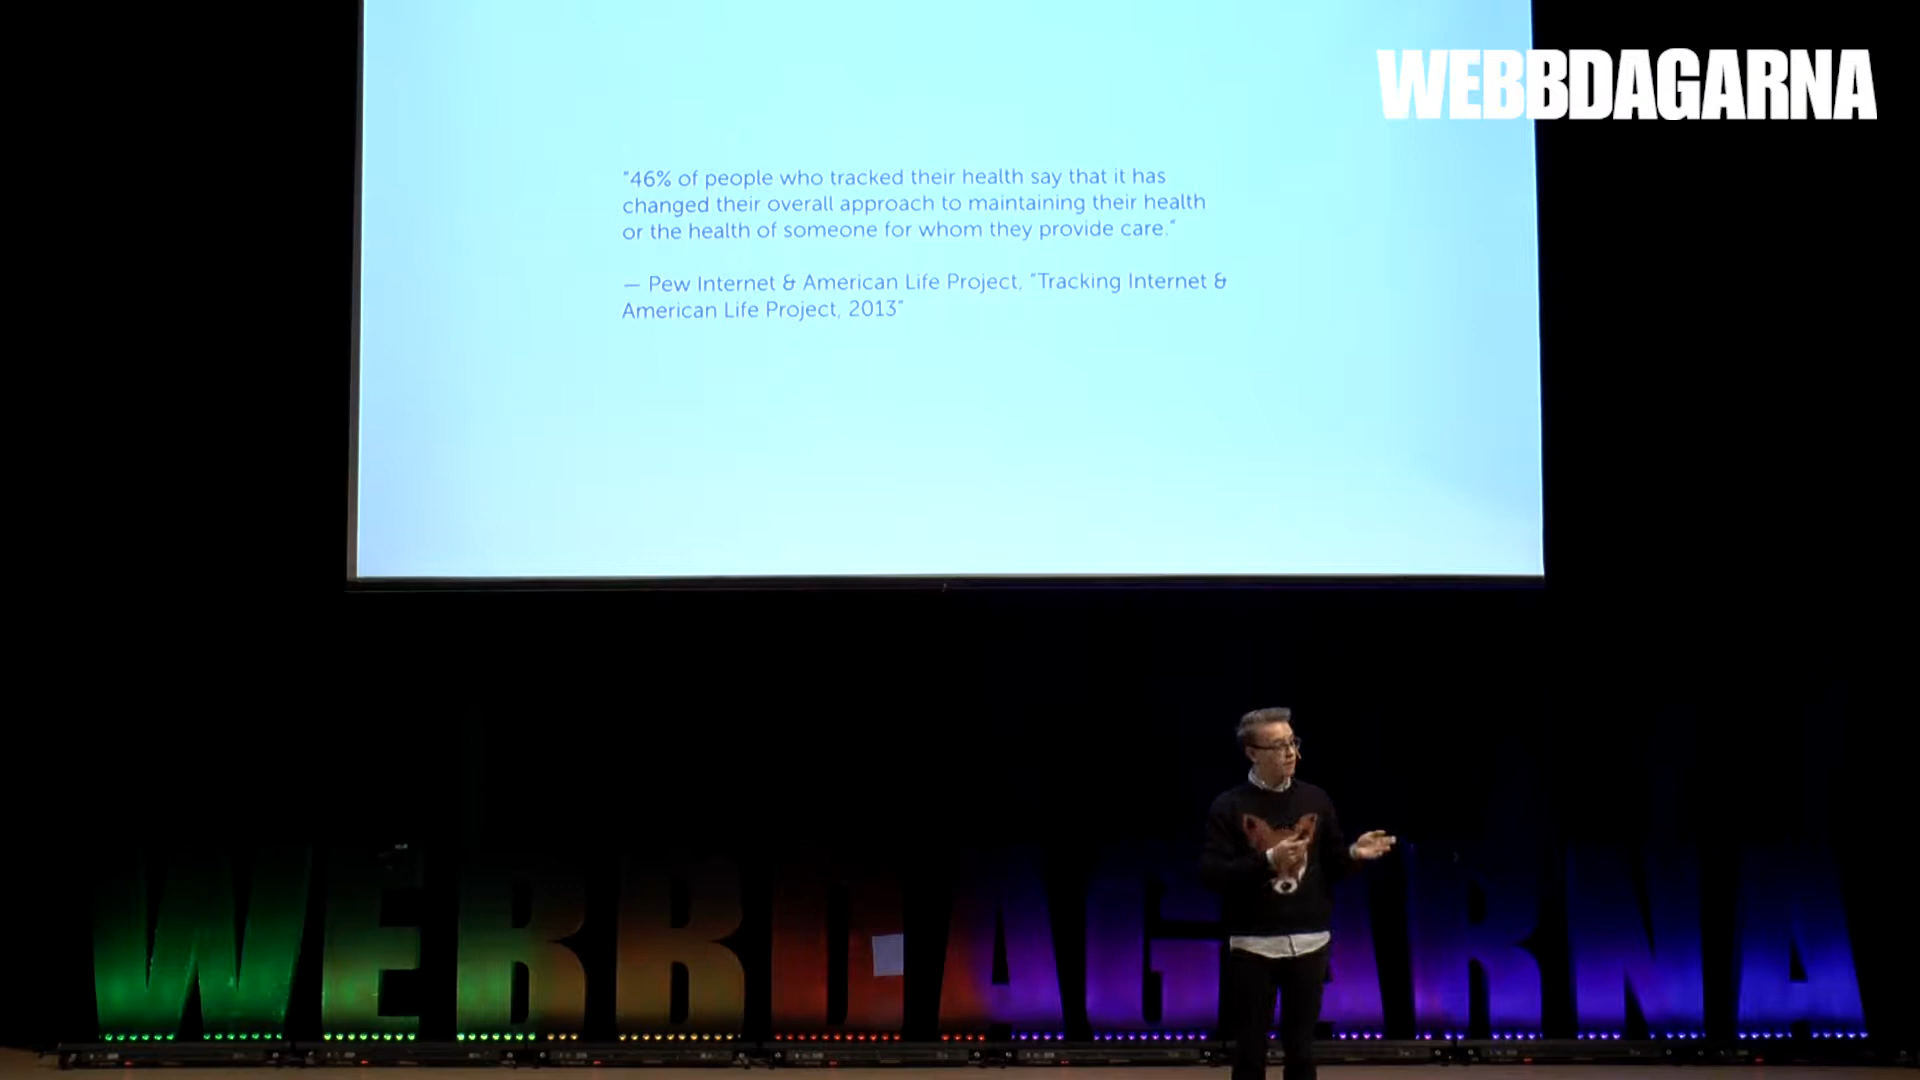 WEBBDAGARNA
"46% of people who tracked their health say that it has
changed their overall approach to maintaining their health
or the health of someone for whom they provide care."
— Pew Internet & American Life Project, "Tracking Internet &
American Life Project, 2013"
WEBBDAGARNA